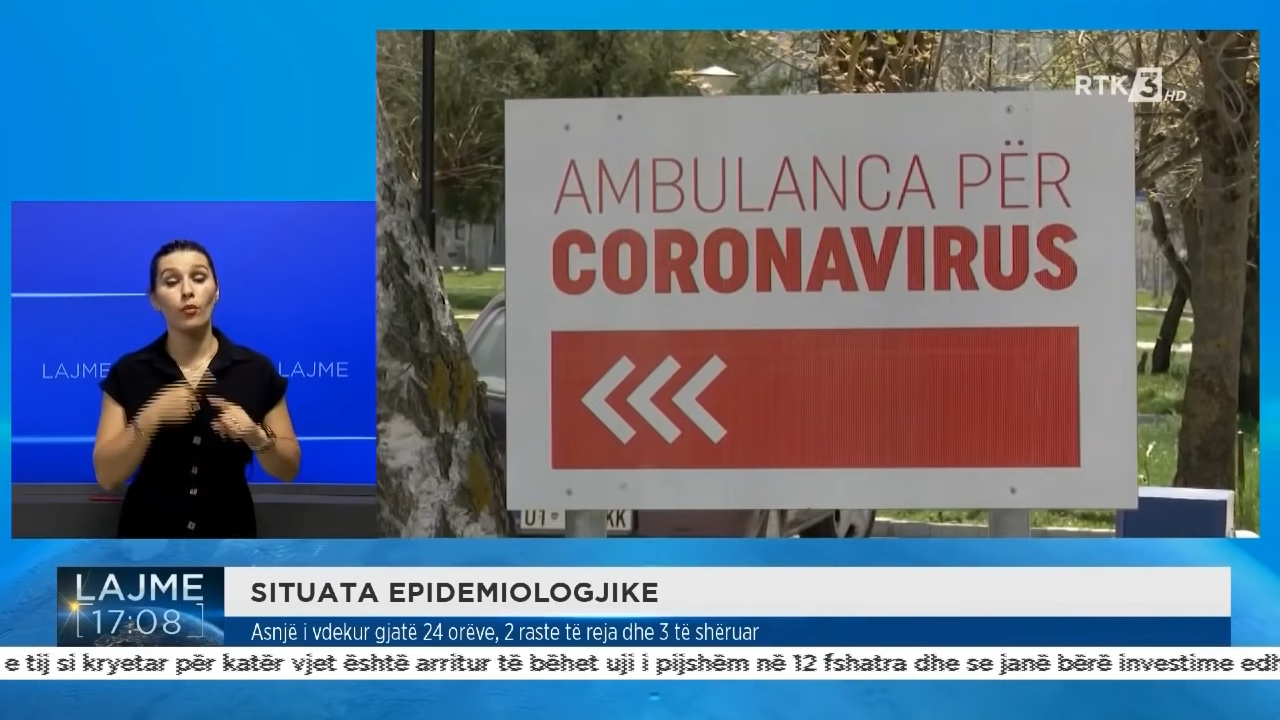 RTK 3 HD
AMBULANCA PËR
CORONAVIRUS
LAJME LAJME
U1 KK
LAJME
17:08
SITUATA EPIDEMIOLOGJIKE
Asnjë i vdekur gjatë 24 orëve, 2 raste të reja dhe 3 të shëruar
e tij si kryetar për katër vjet është arritur të bëhet uji i pijshëm në 12 fshatra dhe se janë bërë investime edh